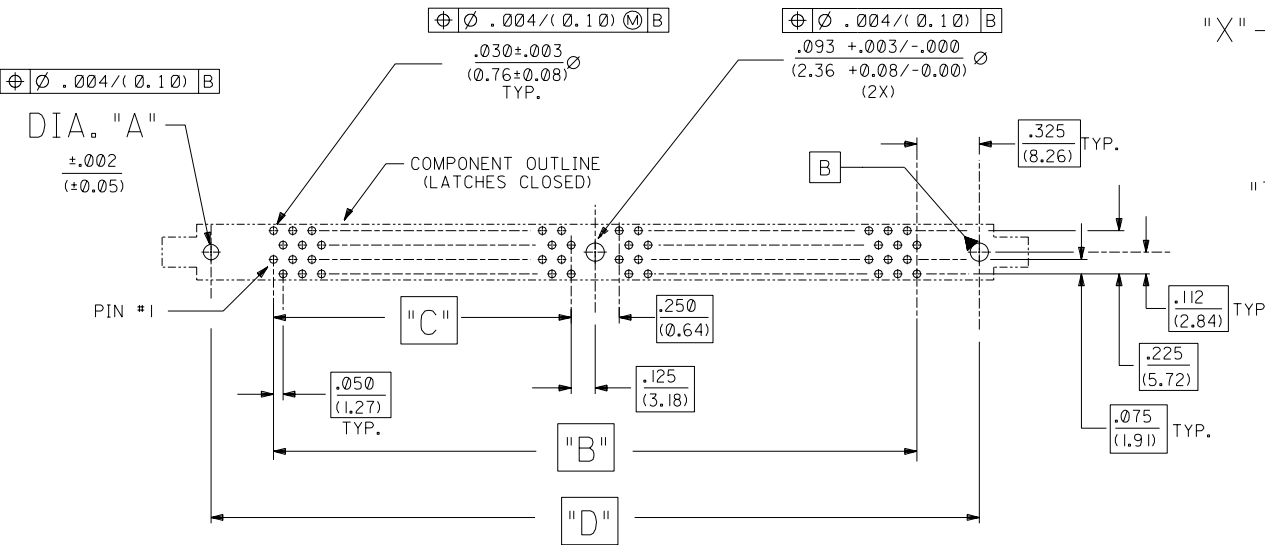 ⌖ Ø .004/(0.10) Ⓜ B
.030±.003
(0.76±0.08) Ø
TYP.
⌖ Ø .004/(0.10) B
.093 +.003/-.000
(2.36 +0.08/-0.00) Ø
(2X)
"X"-
⌖ Ø .004/(0.10) B
DIA. "A"
±.002
(±0.05)
COMPONENT OUTLINE
(LATCHES CLOSED)
B
.325
(8.26)
TYP.
PIN #1
"C"
.250
(0.64)
.112
(2.84)
TYP
.225
(5.72)
.050
(1.27)
TYP.
.125
(3.18)
.075
(1.91)
TYP.
"B"
"D"